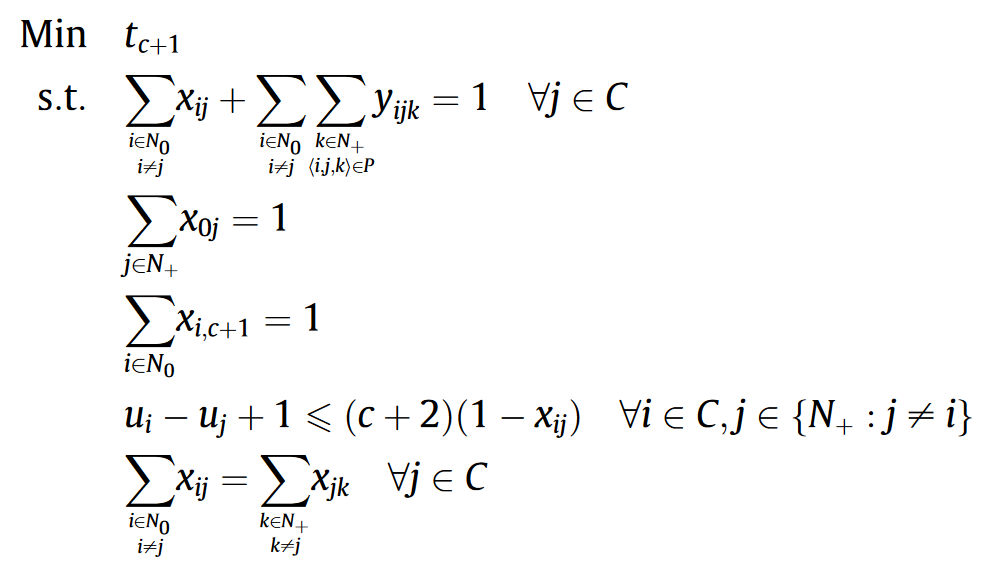 Min $t_{c+1}$
s.t. $\sum_{\substack{i \in N_0 \\ i \neq j}} x_{ij} + \sum_{\substack{i \in N_0 \\ i \neq j}} \sum_{\substack{k \in N_+ \\ \langle i,j,k \rangle \in P}} y_{ijk} = 1 \quad \forall j \in C$
$\sum_{j \in N_+} x_{0j} = 1$
$\sum_{i \in N_0} x_{i,c+1} = 1$
$u_i - u_j + 1 \leqslant (c+2)(1 - x_{ij}) \quad \forall i \in C, j \in \{N_+ : j \neq i\}$
$\sum_{\substack{i \in N_0 \\ i \neq j}} x_{ij} = \sum_{\substack{k \in N_+ \\ k \neq j}} x_{jk} \quad \forall j \in C$